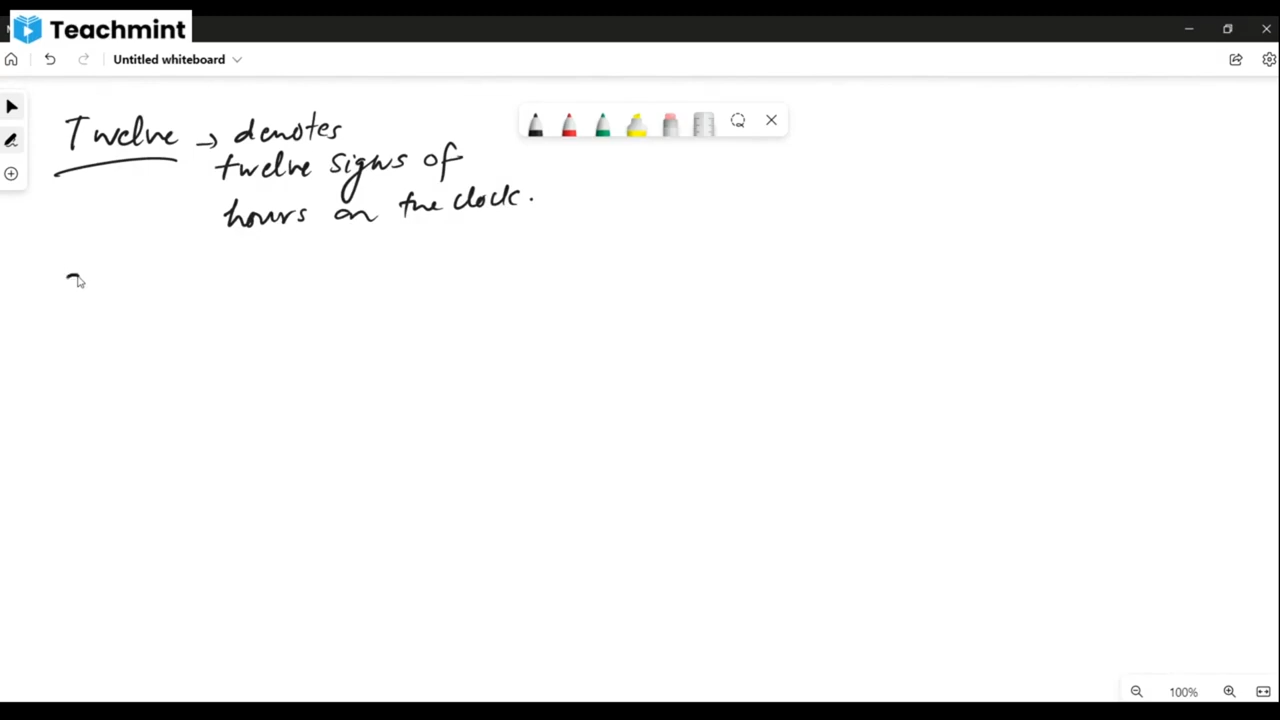 Teachmint
Untitled whiteboard
Twelve → denotes
twelve signs of
hours on the clock.
100%